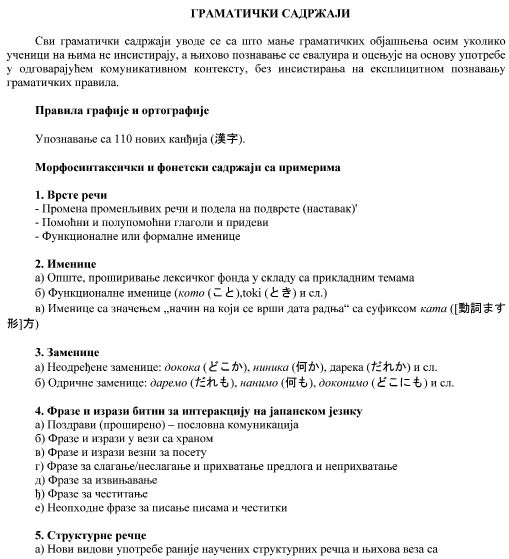 ГРАМАТИЧКИ САДРЖАЈИ
Сви граматички садржаји уводе се са што мање граматичких објашњења осим уколико
ученици на њима не инсистирају, а њихово познавање се евалуира и оцењује на основу употребе
у одговарајућем комуникативном контексту, без инсистирања на експлицитном познавању
граматичких правила.
Правила графије и ортографије
Упознавање са 110 нових канђија (漢字).
Морфосинтаксички и фонетски садржаји са примерима
1. Врсте речи
- Промена променљивих речи и подела на подврсте (наставак)'
- Помоћни и полупомоћни глаголи и придеви
- Функционалне или формалне именице
2. Именице
а) Опште, проширивање лексичког фонда у складу са прикладним темама
б) Функционалне именице (кото (こと),toki (とき) и сл.)
в) Именице са значењем „начин на који се врши дата радња“ са суфиксом ката ([動詞ます
形]方)
3. Заменице
а) Неодређене заменице: докока (どこか), ниника (何か), дарека (だれか) и сл.
б) Одричне заменице: даремо (だれも), нанимо (何も), доконимо (どこにも) и сл.
4. Фразе и изрази битни за интеракцију на јапанском језику
а) Поздрави (проширено) – пословна комуникација
б) Фразе и изрази у вези са храном
в) Фразе и изрази везни за посету
г) Фразе за слагање/неслагање и прихватање предлога и неприхватање
д) Фразе за извињавање
ђ) Фразе за честитање
е) Неопходне фразе за писање писама и честитки
5. Структурне речце
а) Нови видови употребе раније научених структурних речца и њихова веза са